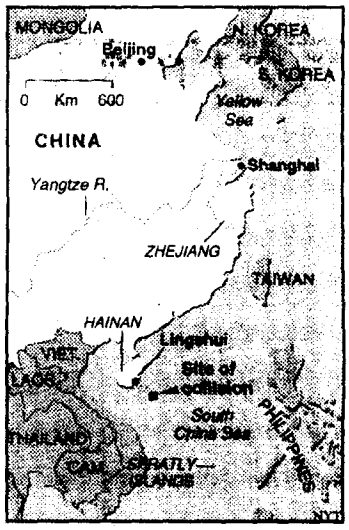 MONGOLIA
Beijing
N. KOREA
S. KOREA
0 Km 600
Yellow
Sea
CHINA
Shanghai
Yangtze R.
ZHEJIANG
TAIWAN
HAINAN
Lingshui
VIET.
Site of
collision
LAOS
South
China Sea
PHILIPPINES
THAILAND
CAM.
SPRATLY
ISLANDS